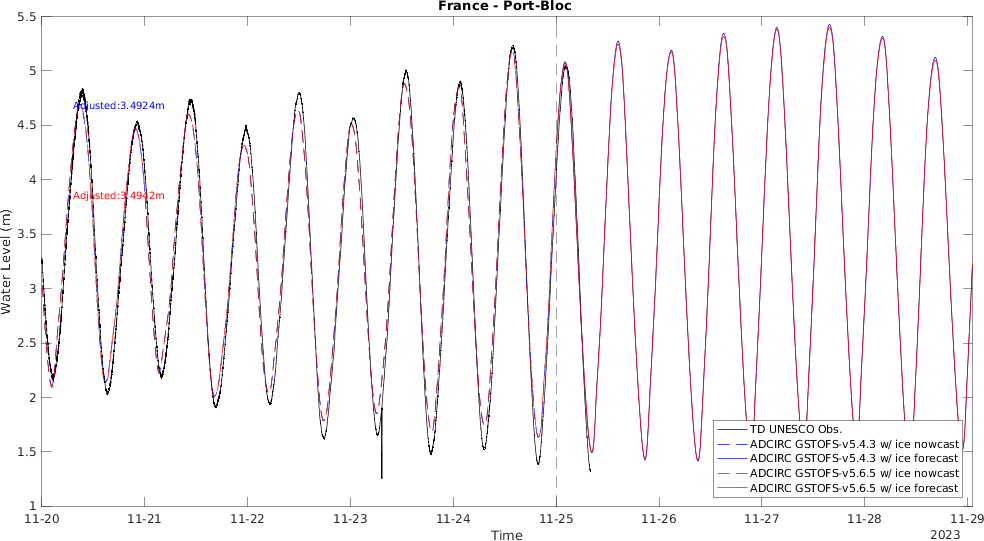 France - Port-Bloc
5.5
5
4.5
4
3.5
3
2.5
2
1.5
1
Water Level (m)
Adjusted:3.4924m
Adjusted:3.4942m
TD UNESCO Obs.
ADCIRC GSTOFS-v5.4.3 w/ ice nowcast
ADCIRC GSTOFS-v5.4.3 w/ ice forecast
ADCIRC GSTOFS-v5.6.5 w/ ice nowcast
ADCIRC GSTOFS-v5.6.5 w/ ice forecast
11-20 11-21 11-22 11-23 11-24 11-25 11-26 11-27 11-28 11-29
Time
2023